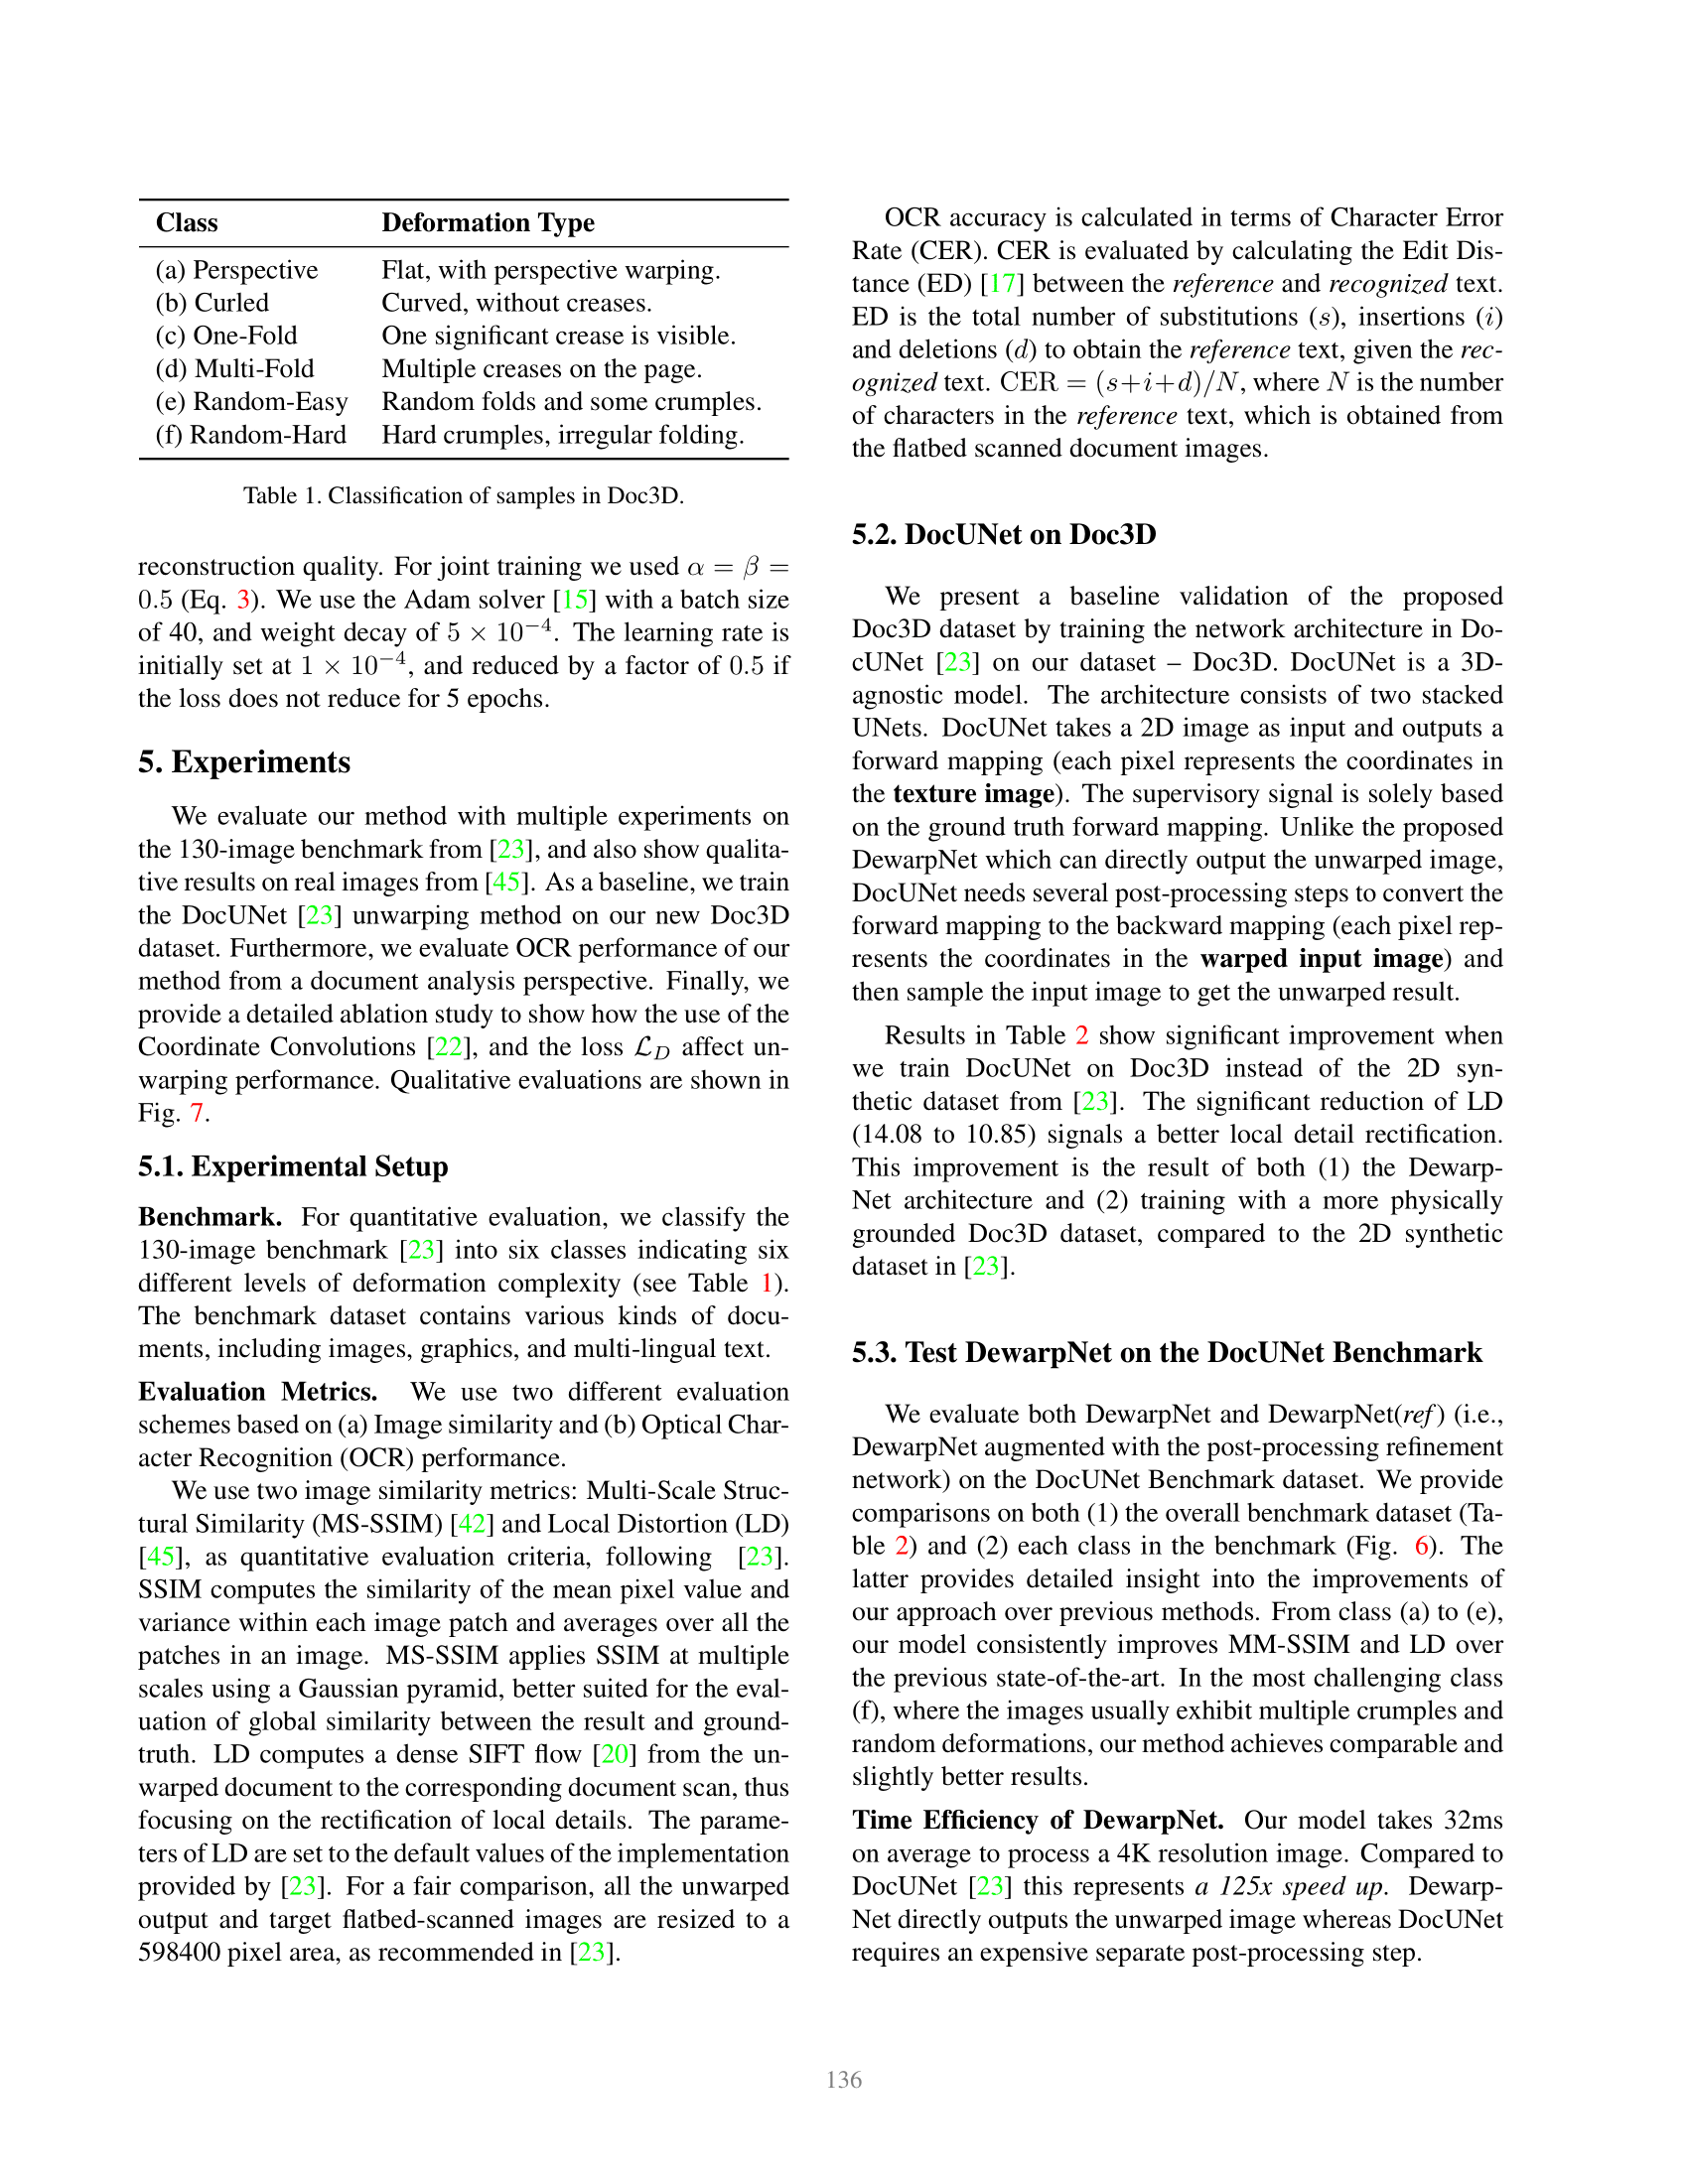 Class Deformation Type
(a) Perspective Flat, with perspective warping.
(b) Curled Curved, without creases.
(c) One-Fold One significant crease is visible.
(d) Multi-Fold Multiple creases on the page.
(e) Random-Easy Random folds and some crumples.
(f) Random-Hard Hard crumples, irregular folding.
Table 1. Classification of samples in Doc3D.
reconstruction quality. For joint training we used α = β =
0.5 (Eq. 3). We use the Adam solver [15] with a batch size
of 40, and weight decay of 5 × 10⁻⁴. The learning rate is
initially set at 1 × 10⁻⁴, and reduced by a factor of 0.5 if
the loss does not reduce for 5 epochs.
5. Experiments
We evaluate our method with multiple experiments on
the 130-image benchmark from [23], and also show qualita-
tive results on real images from [45]. As a baseline, we train
the DocUNet [23] unwarping method on our new Doc3D
dataset. Furthermore, we evaluate OCR performance of our
method from a document analysis perspective. Finally, we
provide a detailed ablation study to show how the use of the
Coordinate Convolutions [22], and the loss ℒ_D affect un-
warping performance. Qualitative evaluations are shown in
Fig. 7.
5.1. Experimental Setup
Benchmark. For quantitative evaluation, we classify the
130-image benchmark [23] into six classes indicating six
different levels of deformation complexity (see Table 1).
The benchmark dataset contains various kinds of docu-
ments, including images, graphics, and multi-lingual text.
Evaluation Metrics. We use two different evaluation
schemes based on (a) Image similarity and (b) Optical Char-
acter Recognition (OCR) performance.
We use two image similarity metrics: Multi-Scale Struc-
tural Similarity (MS-SSIM) [42] and Local Distortion (LD)
[45], as quantitative evaluation criteria, following [23].
SSIM computes the similarity of the mean pixel value and
variance within each image patch and averages over all the
patches in an image. MS-SSIM applies SSIM at multiple
scales using a Gaussian pyramid, better suited for the eval-
uation of global similarity between the result and ground-
truth. LD computes a dense SIFT flow [20] from the un-
warped document to the corresponding document scan, thus
focusing on the rectification of local details. The parame-
ters of LD are set to the default values of the implementation
provided by [23]. For a fair comparison, all the unwarped
output and target flatbed-scanned images are resized to a
598400 pixel area, as recommended in [23].
OCR accuracy is calculated in terms of Character Error
Rate (CER). CER is evaluated by calculating the Edit Dis-
tance (ED) [17] between the reference and recognized text.
ED is the total number of substitutions (s), insertions (i)
and deletions (d) to obtain the reference text, given the rec-
ognized text. CER = (s+i+d)/N, where N is the number
of characters in the reference text, which is obtained from
the flatbed scanned document images.
5.2. DocUNet on Doc3D
We present a baseline validation of the proposed
Doc3D dataset by training the network architecture in Do-
cUNet [23] on our dataset – Doc3D. DocUNet is a 3D-
agnostic model. The architecture consists of two stacked
UNets. DocUNet takes a 2D image as input and outputs a
forward mapping (each pixel represents the coordinates in
the texture image). The supervisory signal is solely based
on the ground truth forward mapping. Unlike the proposed
DewarpNet which can directly output the unwarped image,
DocUNet needs several post-processing steps to convert the
forward mapping to the backward mapping (each pixel rep-
resents the coordinates in the warped input image) and
then sample the input image to get the unwarped result.
Results in Table 2 show significant improvement when
we train DocUNet on Doc3D instead of the 2D syn-
thetic dataset from [23]. The significant reduction of LD
(14.08 to 10.85) signals a better local detail rectification.
This improvement is the result of both (1) the Dewarp-
Net architecture and (2) training with a more physically
grounded Doc3D dataset, compared to the 2D synthetic
dataset in [23].
5.3. Test DewarpNet on the DocUNet Benchmark
We evaluate both DewarpNet and DewarpNet(ref) (i.e.,
DewarpNet augmented with the post-processing refinement
network) on the DocUNet Benchmark dataset. We provide
comparisons on both (1) the overall benchmark dataset (Ta-
ble 2) and (2) each class in the benchmark (Fig. 6). The
latter provides detailed insight into the improvements of
our approach over previous methods. From class (a) to (e),
our model consistently improves MM-SSIM and LD over
the previous state-of-the-art. In the most challenging class
(f), where the images usually exhibit multiple crumples and
random deformations, our method achieves comparable and
slightly better results.
Time Efficiency of DewarpNet. Our model takes 32ms
on average to process a 4K resolution image. Compared to
DocUNet [23] this represents a 125x speed up. Dewarp-
Net directly outputs the unwarped image whereas DocUNet
requires an expensive separate post-processing step.
136